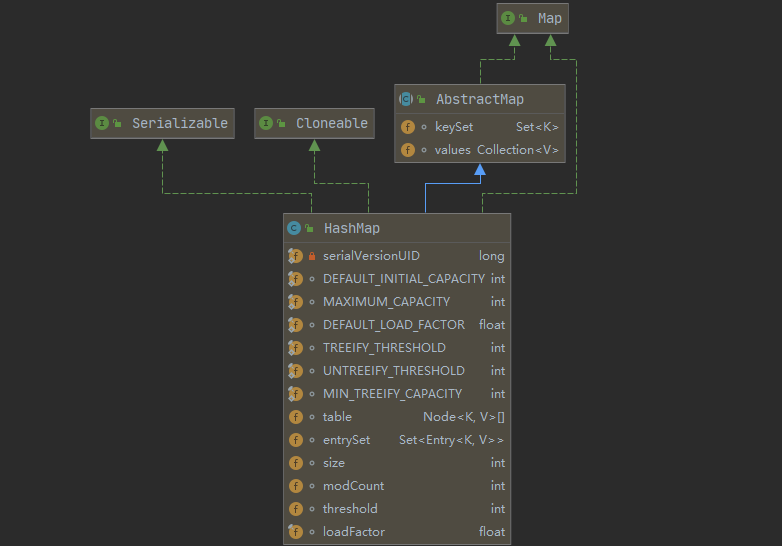 Map
AbstractMap
keySet Set<K>
values Collection<V>
Serializable
Cloneable
HashMap
serialVersionUID long
DEFAULT_INITIAL_CAPACITY int
MAXIMUM_CAPACITY int
DEFAULT_LOAD_FACTOR float
TREEIFY_THRESHOLD int
UNTREEIFY_THRESHOLD int
MIN_TREEIFY_CAPACITY int
table Node<K, V>[]
entrySet Set<Entry<K, V>>
size int
modCount int
threshold int
loadFactor float